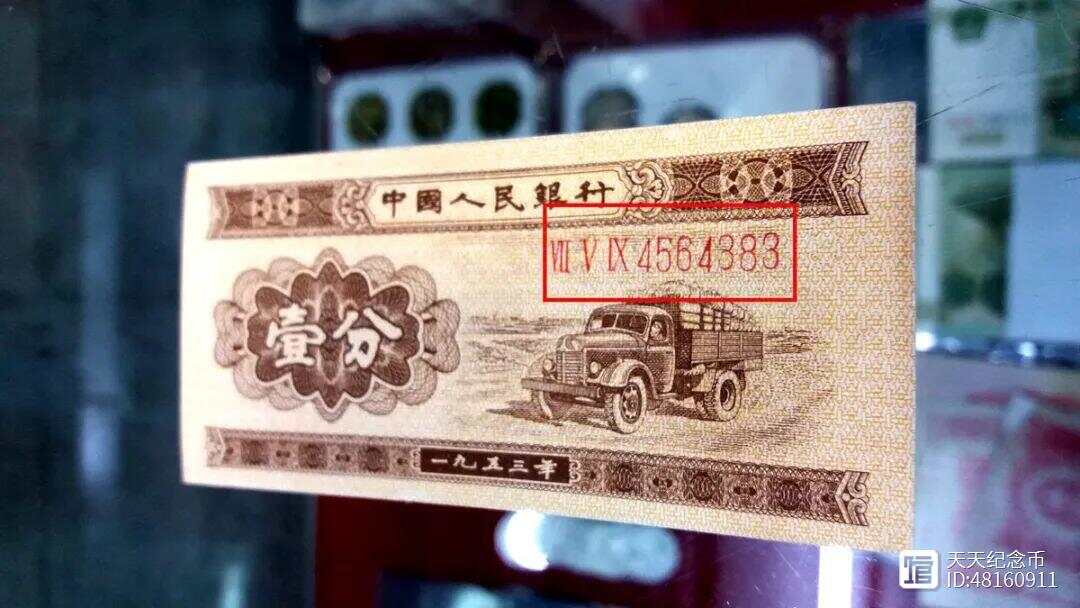 中國人民銀行
Ⅶ Ⅴ Ⅸ 4564383
壹分
一九五三年
天天纪念币
ID:48160911